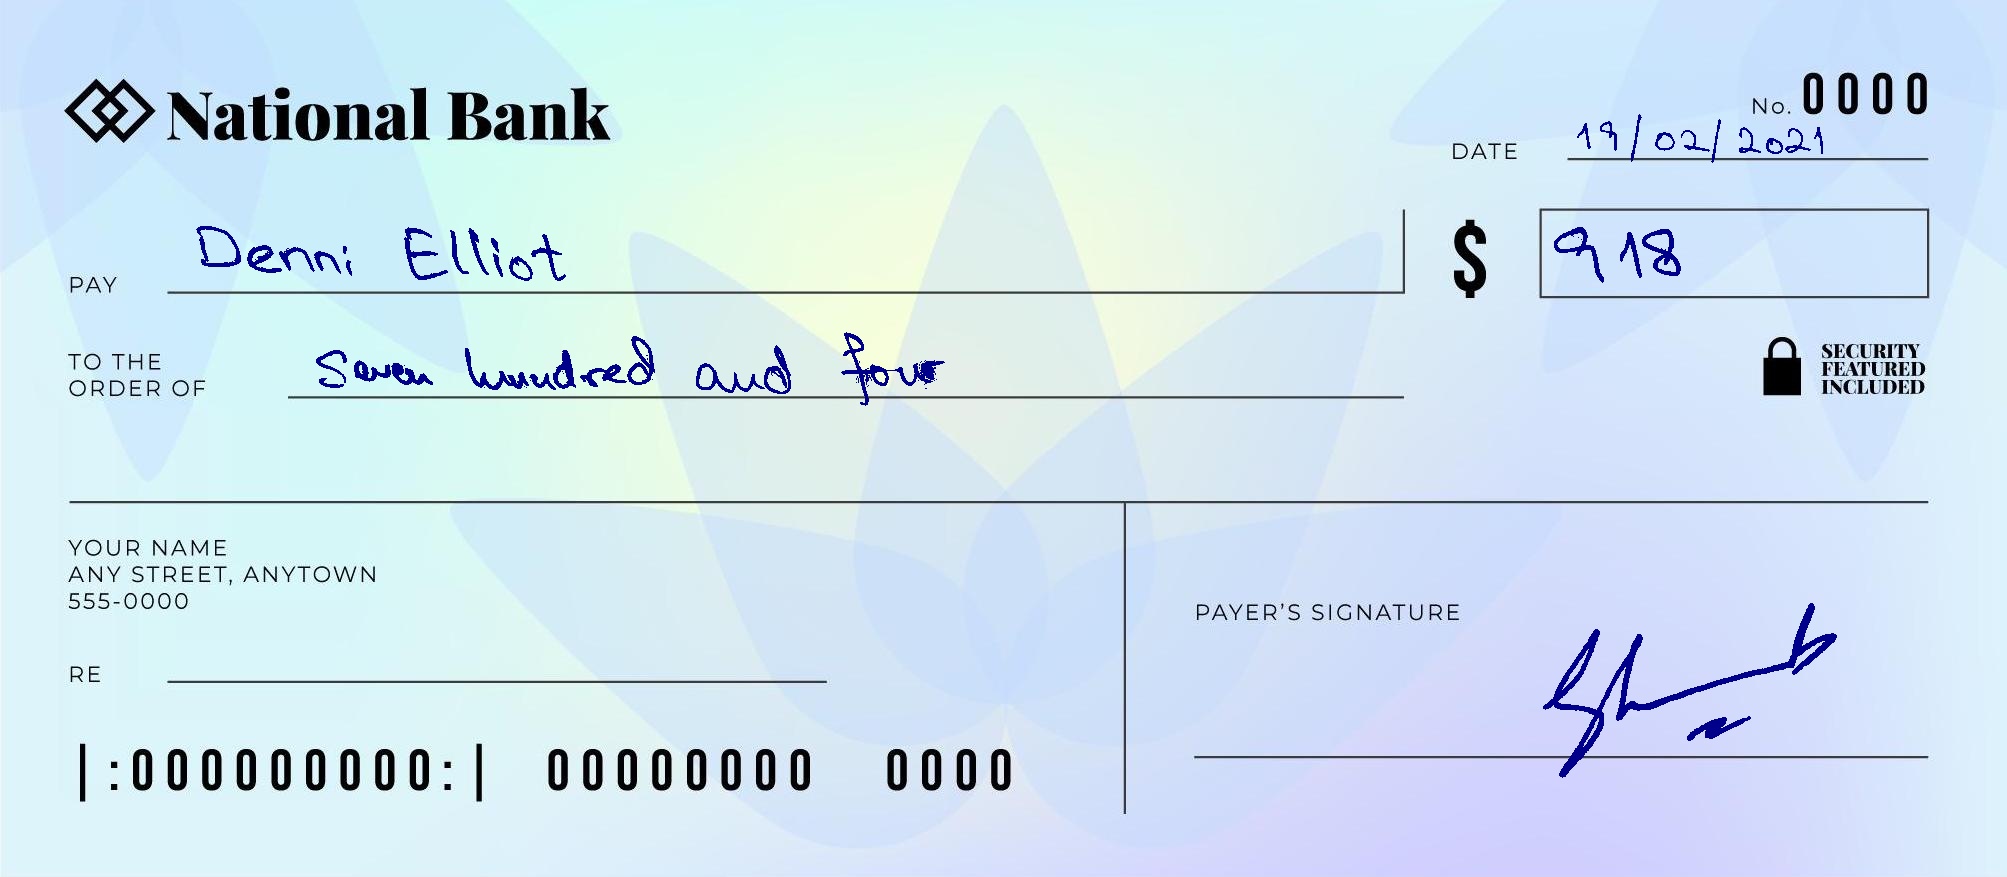 National Bank
No. 0000
DATE 19/02/2021
PAY Denni Elliot $ 918
TO THE
ORDER OF Seven hundred and four
SECURITY
FEATURED
INCLUDED
YOUR NAME
ANY STREET, ANYTOWN
555-0000
PAYER'S SIGNATURE
RE
|:000000000:| 00000000 0000